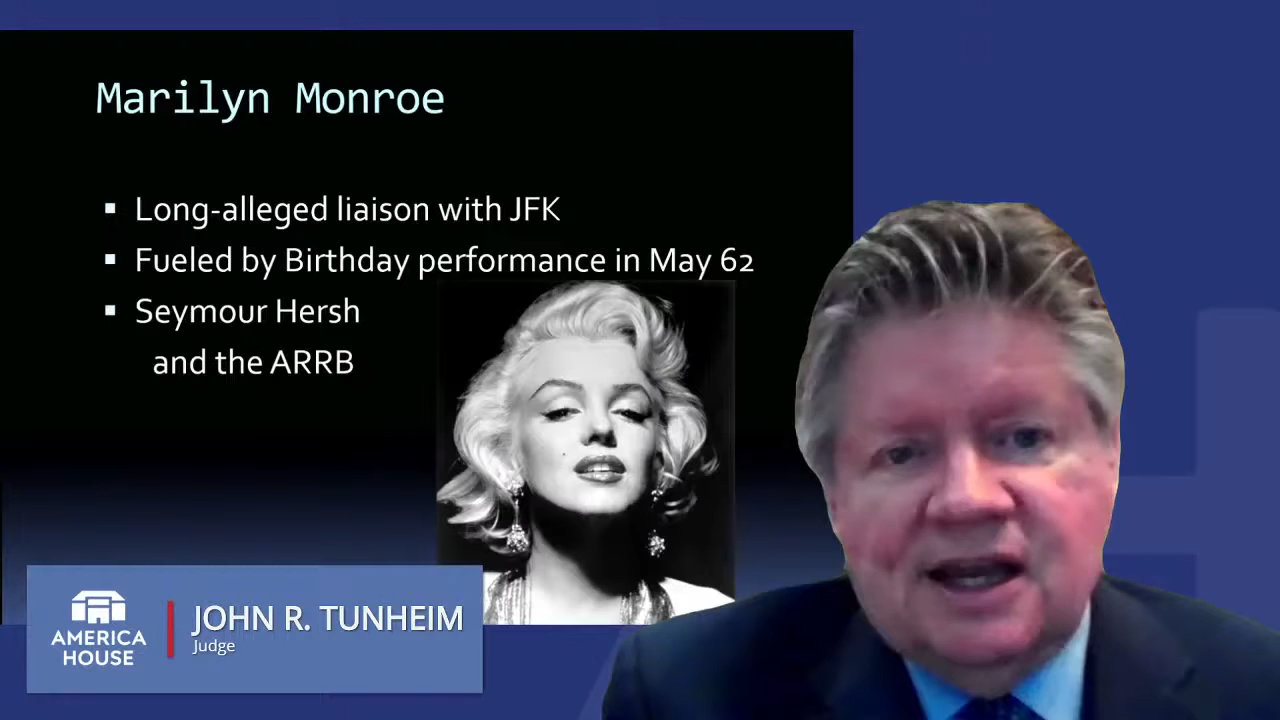 Marilyn Monroe
▪ Long-alleged liaison with JFK
▪ Fueled by Birthday performance in May 62
▪ Seymour Hersh
and the ARRB
AMERICA
HOUSE
JOHN R. TUNHEIM
Judge